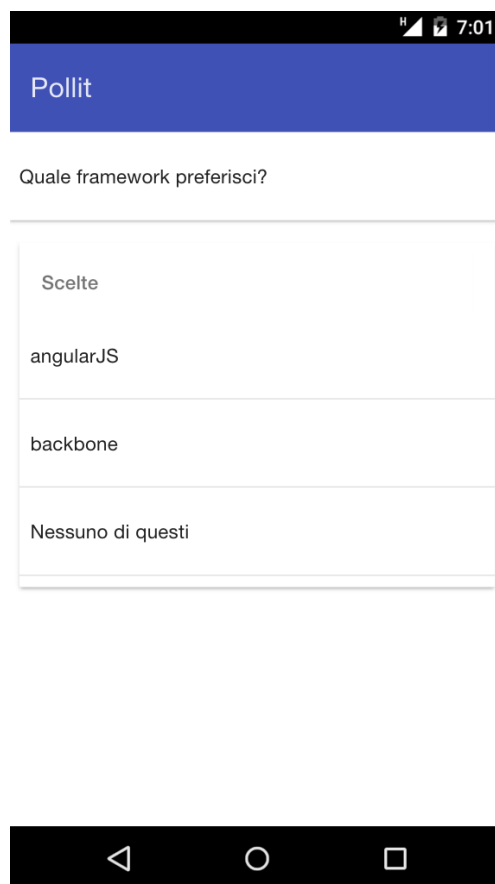 H 7:01
Pollit
Quale framework preferisci?
Scelte
angularJS
backbone
Nessuno di questi